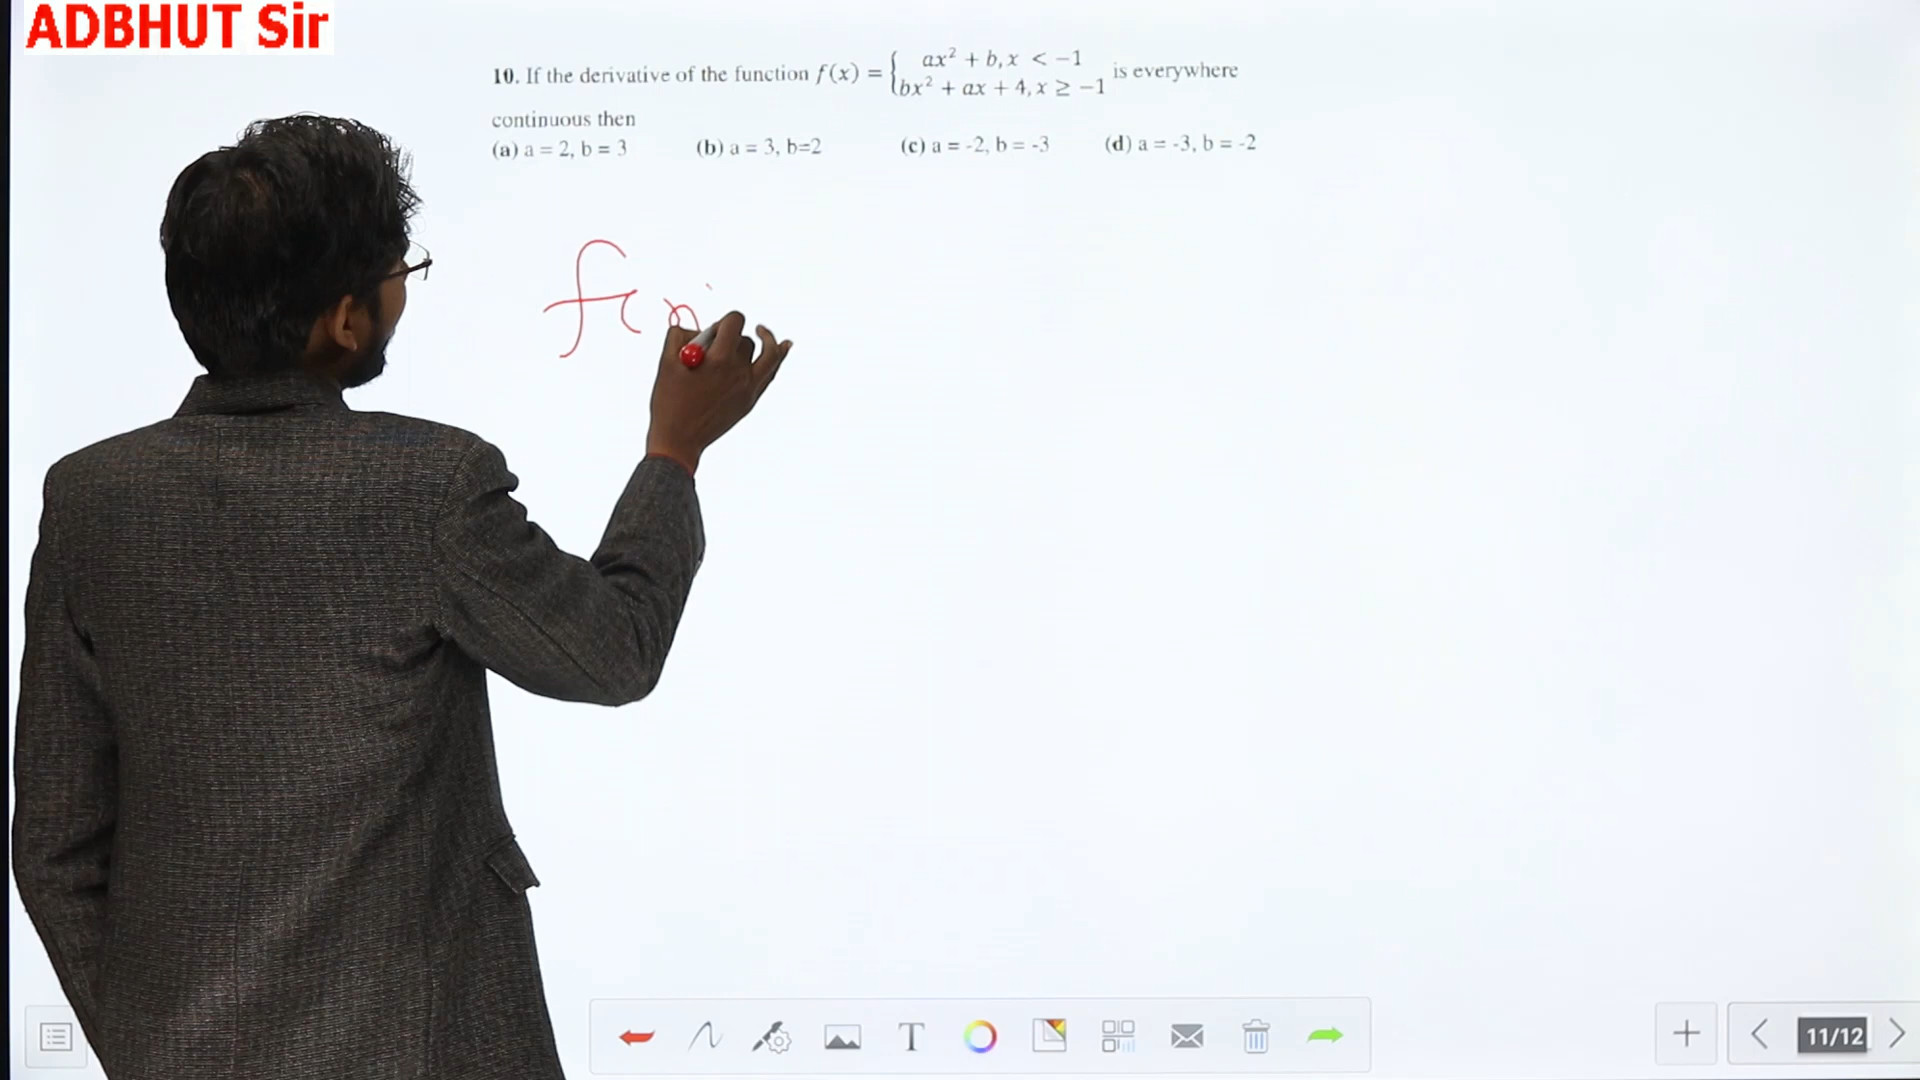 ADBHUT Sir
10. If the derivative of the function f(x) = { ax² + b, x < −1
bx² + ax + 4, x ≥ −1 is everywhere
continuous then
(a) a = 2, b = 3 (b) a = 3, b=2 (c) a = -2, b = -3 (d) a = -3, b = -2
f(x
T
11/12